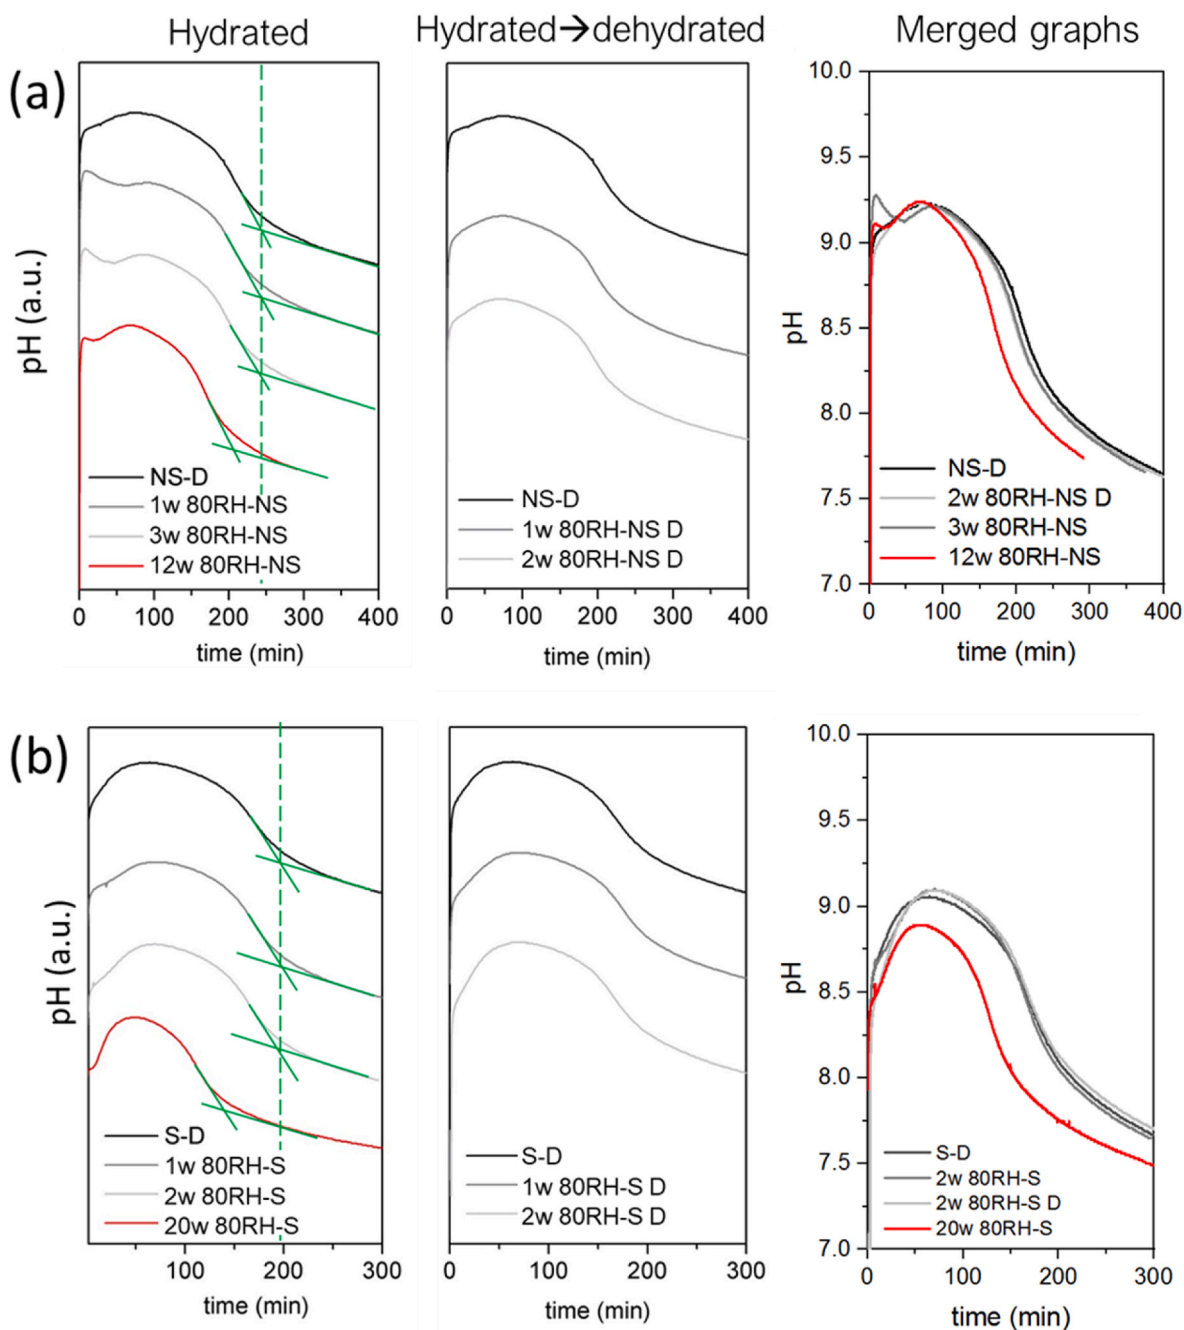 Hydrated
Hydrated→dehydrated
Merged graphs
(a)
pH (a.u.)
NS-D
1w 80RH-NS
3w 80RH-NS
12w 80RH-NS
0 100 200 300 400
time (min)
NS-D
1w 80RH-NS D
2w 80RH-NS D
0 100 200 300 400
time (min)
10.0
9.5
9.0
8.5
8.0
7.5
7.0
pH
NS-D
2w 80RH-NS D
3w 80RH-NS
12w 80RH-NS
0 100 200 300 400
time (min)
(b)
pH (a.u.)
S-D
1w 80RH-S
2w 80RH-S
20w 80RH-S
100 200 300
time (min)
S-D
1w 80RH-S D
2w 80RH-S D
0 100 200 300
time (min)
10.0
9.5
9.0
8.5
8.0
7.5
7.0
pH
S-D
2w 80RH-S
2w 80RH-S D
20w 80RH-S
0 100 200 300
time (min)